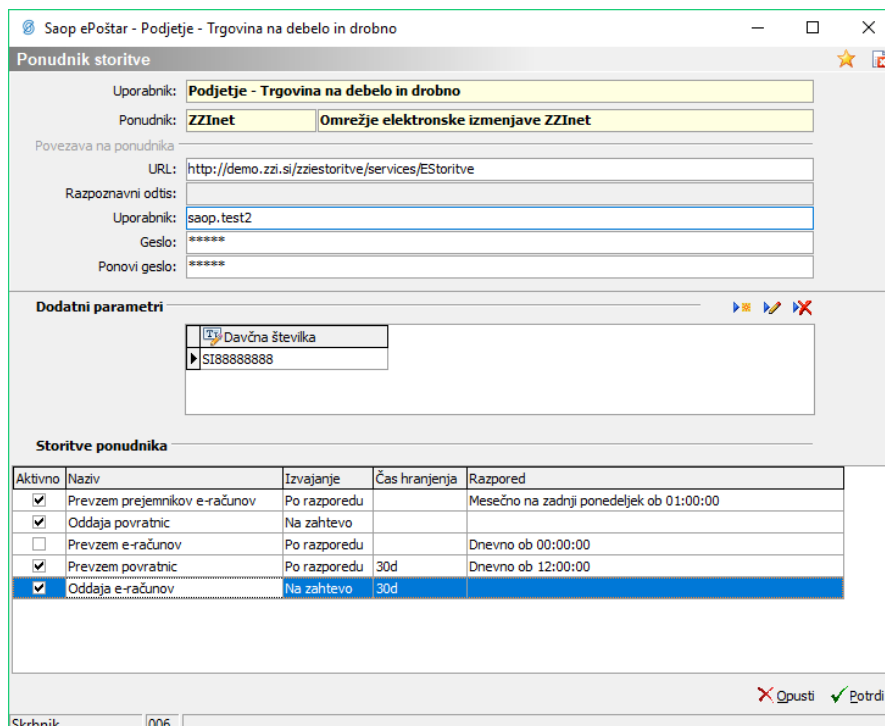 Saop ePoštar - Podjetje - Trgovina na debelo in drobno
Ponudnik storitve
Uporabnik: Podjetje - Trgovina na debelo in drobno
Ponudnik: ZZInet Omrežje elektronske izmenjave ZZInet
Povezava na ponudnika
URL: http://demo.zzi.si/zziestoritve/services/EStoritve
Razpoznavni odtis:
Uporabnik: saop.test2
Geslo: *****
Ponovi geslo: *****
Dodatni parametri
Davčna številka
SI88888888
Storitve ponudnika
Aktivno Naziv Izvajanje Čas hranjenja Razpored
Prevzem prejemnikov e-računov Po razporedu Mesečno na zadnji ponedeljek ob 01:00:00
Oddaja povratnic Na zahtevo
Prevzem e-računov Po razporedu Dnevno ob 00:00:00
Prevzem povratnic Po razporedu 30d Dnevno ob 12:00:00
Oddaja e-računov Na zahtevo 30d
Opusti Potrdi
Skrbnik 006